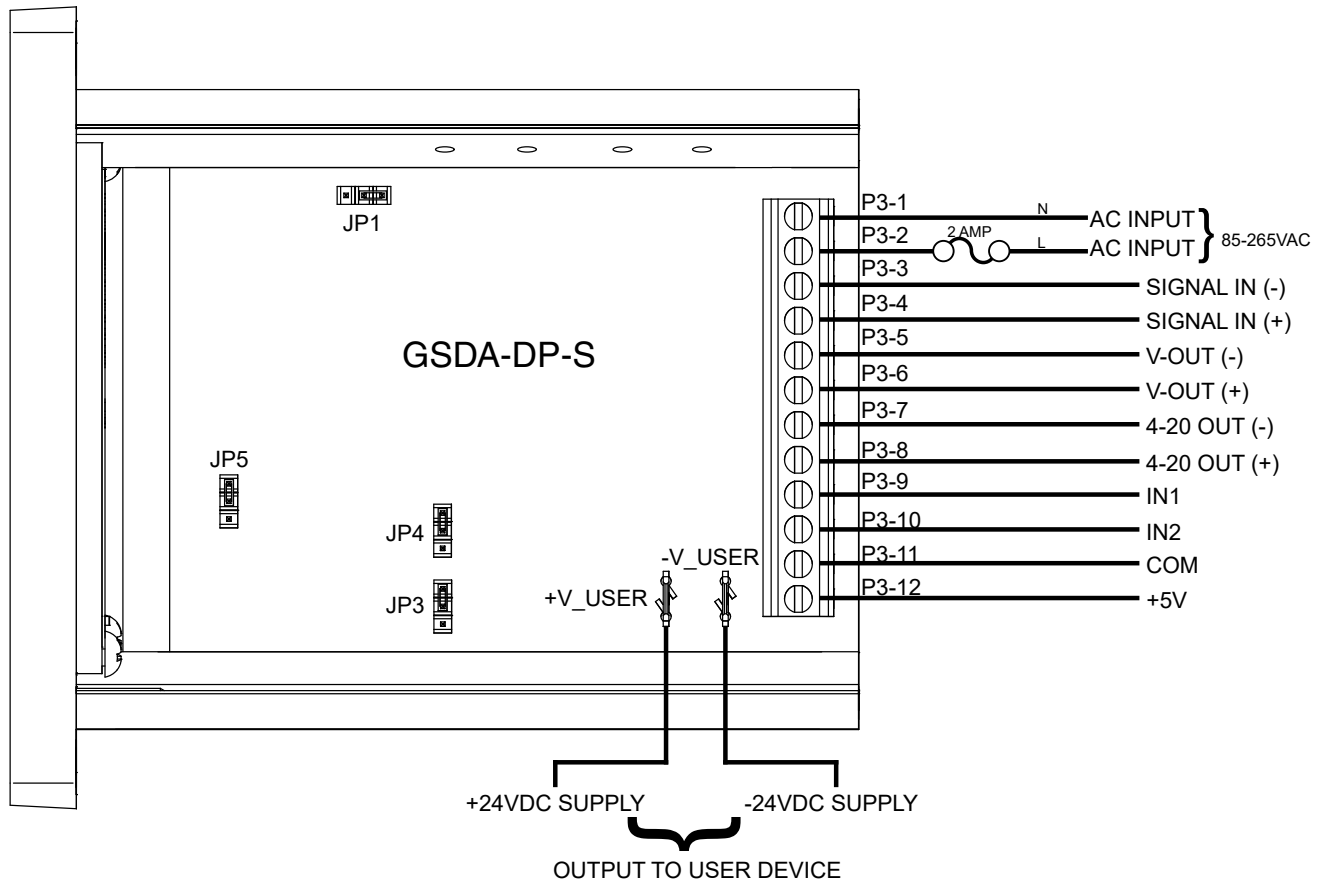 JP1
GSDA-DP-S
JP5
JP4
JP3
-V_USER
+V_USER
P3-1 N AC INPUT
P3-2 2 AMP L AC INPUT
85-265VAC
P3-3 SIGNAL IN (-)
P3-4 SIGNAL IN (+)
P3-5 V-OUT (-)
P3-6 V-OUT (+)
P3-7 4-20 OUT (-)
P3-8 4-20 OUT (+)
P3-9 IN1
P3-10 IN2
P3-11 COM
P3-12 +5V
+24VDC SUPPLY -24VDC SUPPLY
OUTPUT TO USER DEVICE